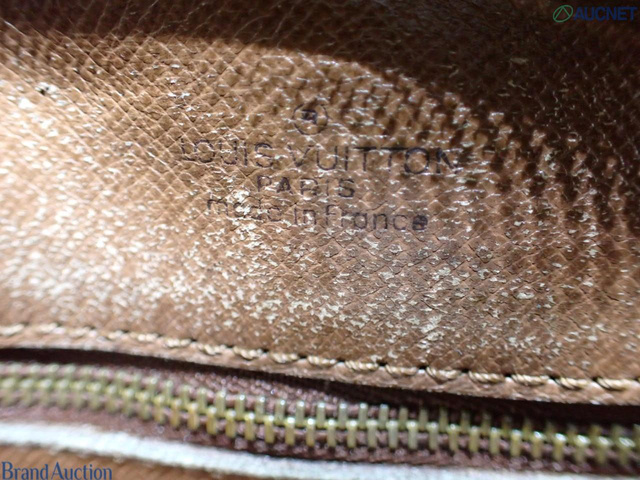 AUCNET
LOUIS VUITTON
PARIS
made in France
Brand Auction